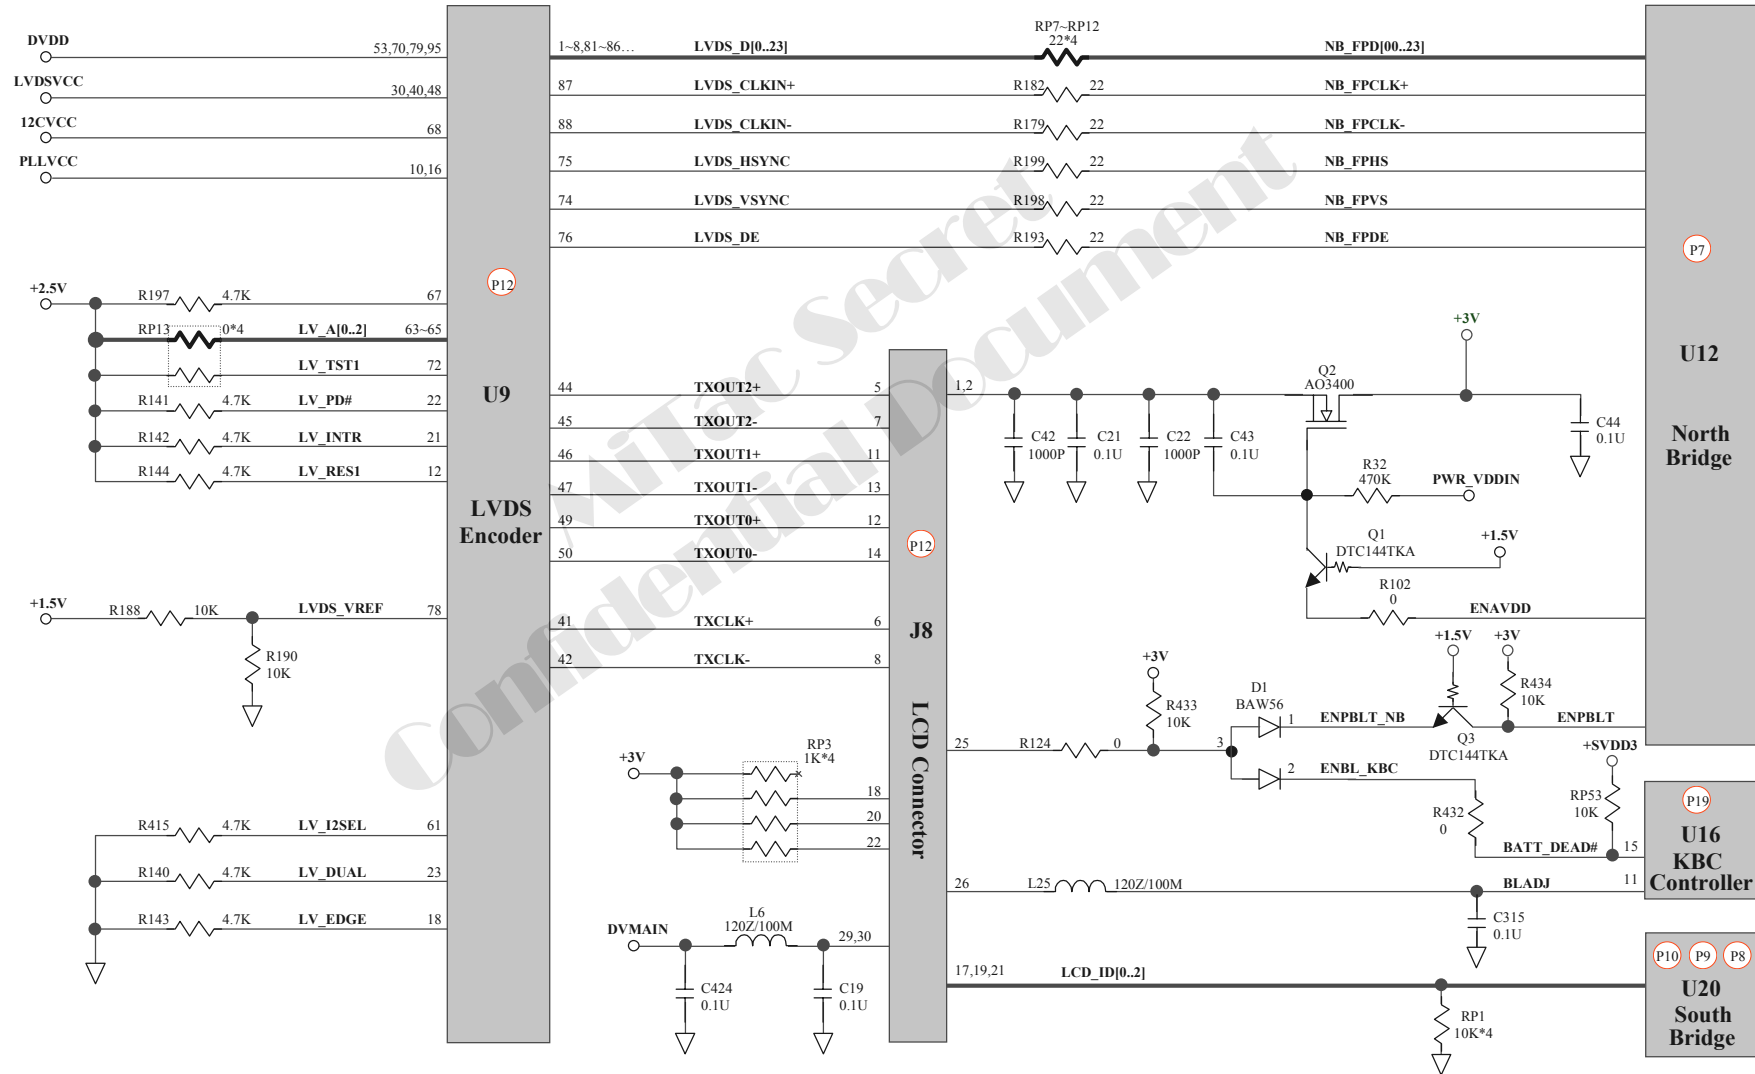 DVDD
53,70,79,95
LVDSVCC
30,40,48
12CVCC
68
PLLVCC
10,16
1~8,81~86…
LVDS_D[0..23]
RP7~RP12
22*4
NB_FPD[00..23]
87
LVDS_CLKIN+
R182
22
NB_FPCLK+
88
LVDS_CLKIN-
R179
22
NB_FPCLK-
75
LVDS_HSYNC
R199
22
NB_FPHS
74
LVDS_VSYNC
R198
22
NB_FPVS
76
LVDS_DE
R193
22
NB_FPDE
P12
P7
+2.5V
R197
4.7K
67
RP13
0*4
LV_A[0..2]
63~65
LV_TST1
72
R141
4.7K
LV_PD#
22
R142
4.7K
LV_INTR
21
R144
4.7K
LV_RES1
12
U9
LVDS
Encoder
U12
North
Bridge
44
TXOUT2+
5
45
TXOUT2-
7
46
TXOUT1+
11
47
TXOUT1-
13
49
TXOUT0+
12
50
TXOUT0-
14
41
TXCLK+
6
42
TXCLK-
8
1,2
C42
1000P
C21
0.1U
C22
1000P
C43
0.1U
Q2
AO3400
+3V
C44
0.1U
R32
470K
PWR_VDDIN
Q1
DTC144TKA
+1.5V
R102
0
ENAVDD
P12
J8
LCD Connector
+1.5V
R188
10K
LVDS_VREF
78
R190
10K
+3V
R433
10K
D1
BAW56
1
ENPBLT_NB
+1.5V
+3V
R434
10K
Q3
DTC144TKA
ENPBLT
25
R124
0
3
2
ENBL_KBC
+SVDD3
R432
0
RP53
10K
BATT_DEAD#
15
+3V
RP3
1K*4
18
20
22
P19
U16
KBC
Controller
26
L25
120Z/100M
BLADJ
11
C315
0.1U
R415
4.7K
LV_I2SEL
61
R140
4.7K
LV_DUAL
23
R143
4.7K
LV_EDGE
18
DVMAIN
L6
120Z/100M
29,30
C424
0.1U
C19
0.1U
17,19,21
LCD_ID[0..2]
RP1
10K*4
P10
P9
P8
U20
South
Bridge
MiTac Secret
Confidential Document